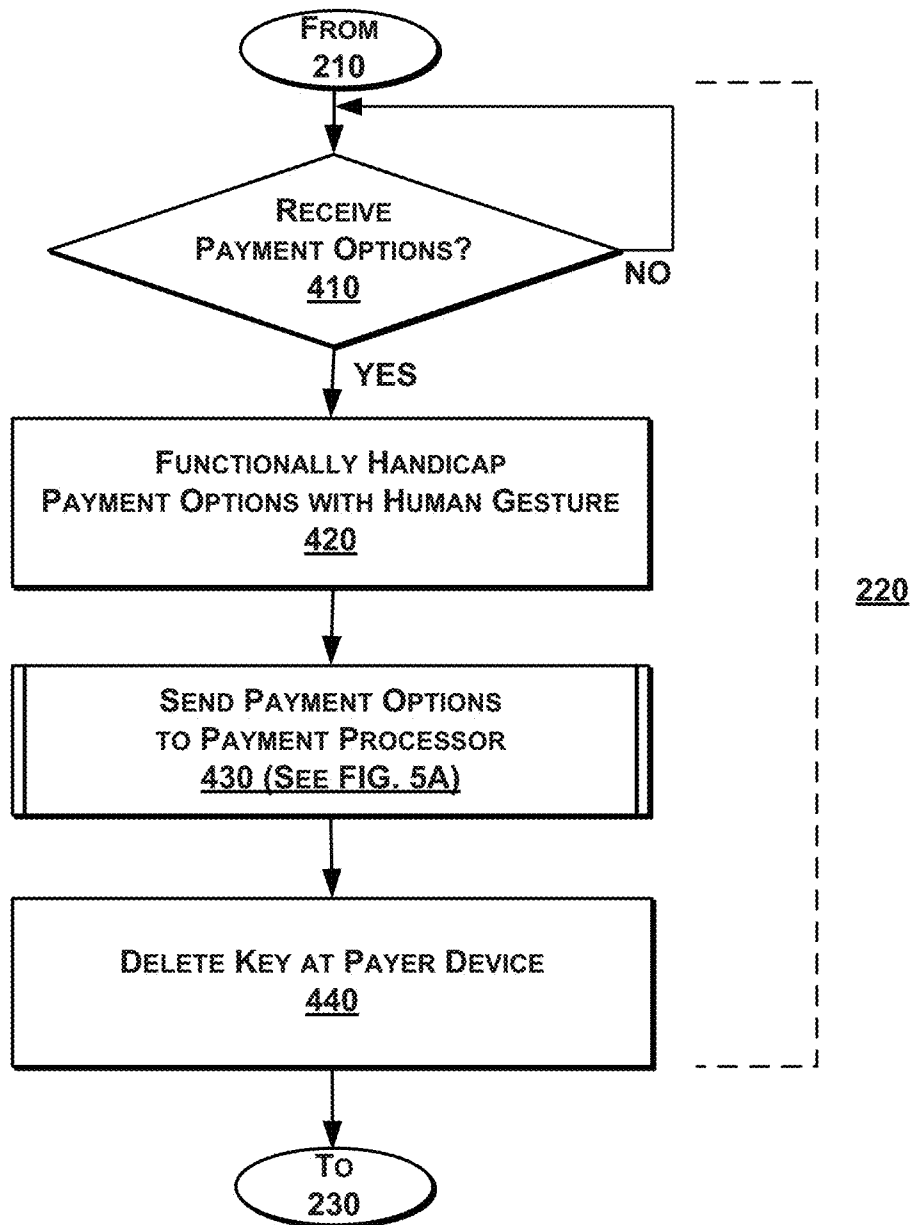 FROM
210
RECEIVE
PAYMENT OPTIONS?
410
NO
YES
FUNCTIONALLY HANDICAP
PAYMENT OPTIONS WITH HUMAN GESTURE
420
220
SEND PAYMENT OPTIONS
TO PAYMENT PROCESSOR
430 (SEE FIG. 5A)
DELETE KEY AT PAYER DEVICE
440
TO
230